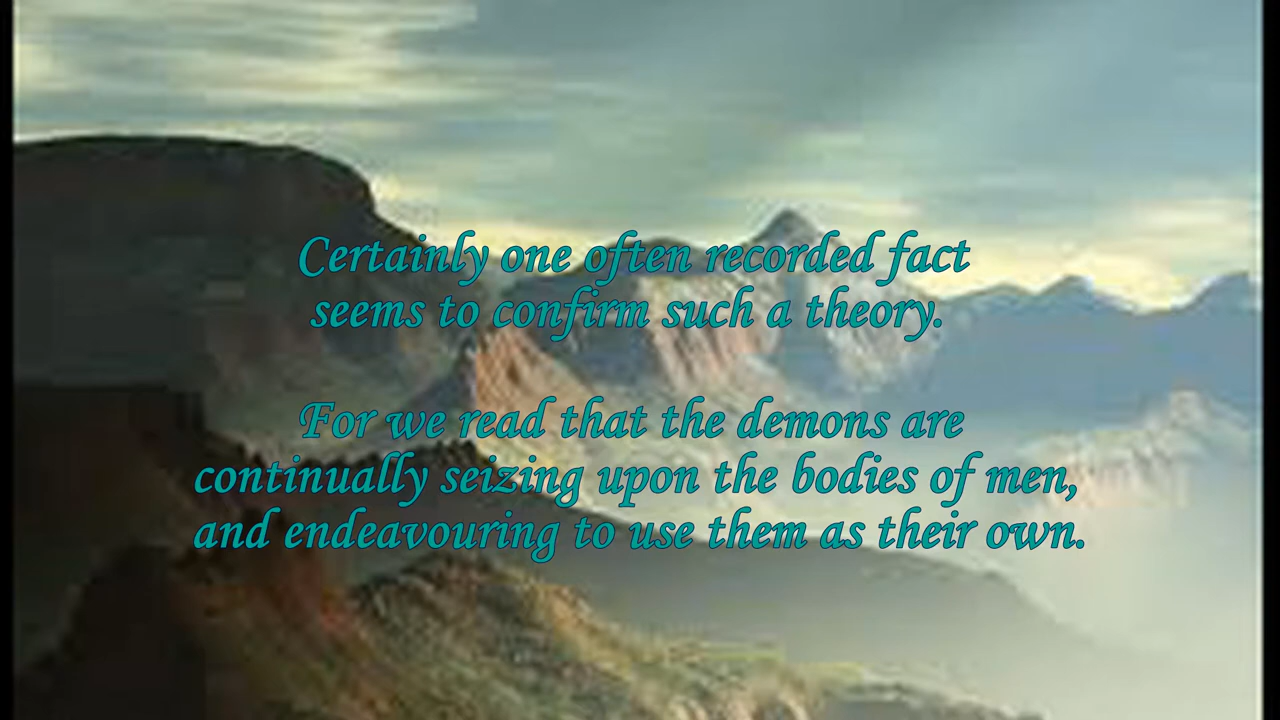 Certainly one often recorded fact
seems to confirm such a theory.
For we read that the demons are
continually seizing upon the bodies of men,
and endeavouring to use them as their own.